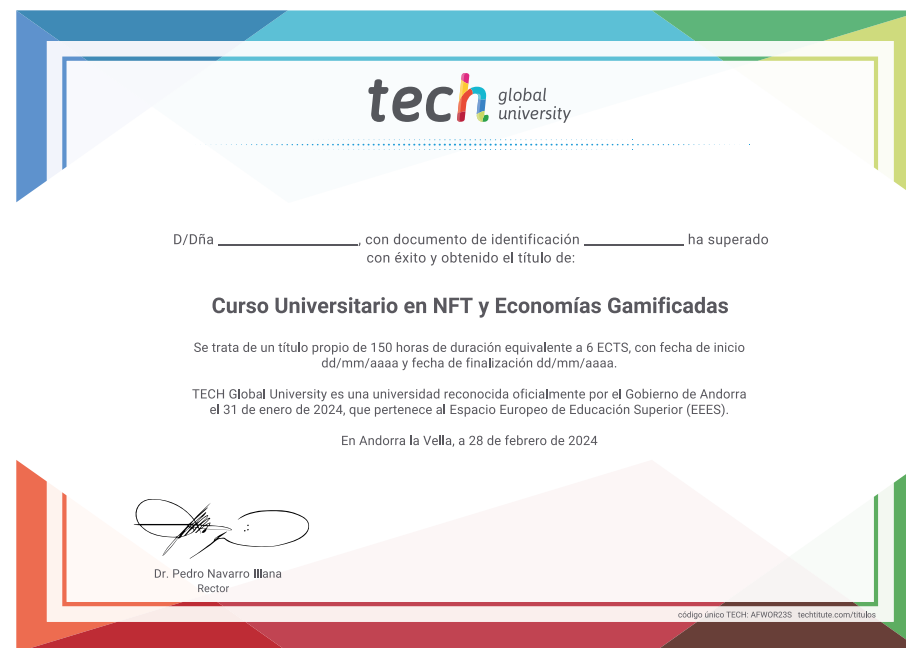 tech global university
D/Dña ____________________, con documento de identificación ______________ ha superado
con éxito y obtenido el título de:
Curso Universitario en NFT y Economías Gamificadas
Se trata de un título propio de 150 horas de duración equivalente a 6 ECTS, con fecha de inicio
dd/mm/aaaa y fecha de finalización dd/mm/aaaa.
TECH Global University es una universidad reconocida oficialmente por el Gobierno de Andorra
el 31 de enero de 2024, que pertenece al Espacio Europeo de Educación Superior (EEES).
En Andorra la Vella, a 28 de febrero de 2024
Dr. Pedro Navarro Illana
Rector
código único TECH: AFWOR23S techtitute.com/titulos